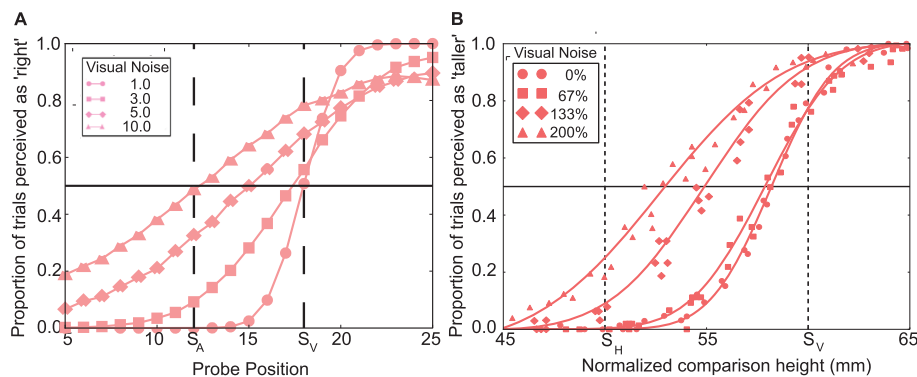 A
Proportion of trials perceived as 'right'
1.0
0.8
0.6
0.4
0.2
0.0
Visual Noise
1.0
3.0
5.0
10.0
5
10
S_A
15
S_V
20
25
Probe Position
B
Proportion of trials perceived as 'taller'
1.0
0.8
0.6
0.4
0.2
0.0
Visual Noise
0%
67%
133%
200%
45
S_H
55
S_V
65
Normalized comparison height (mm)